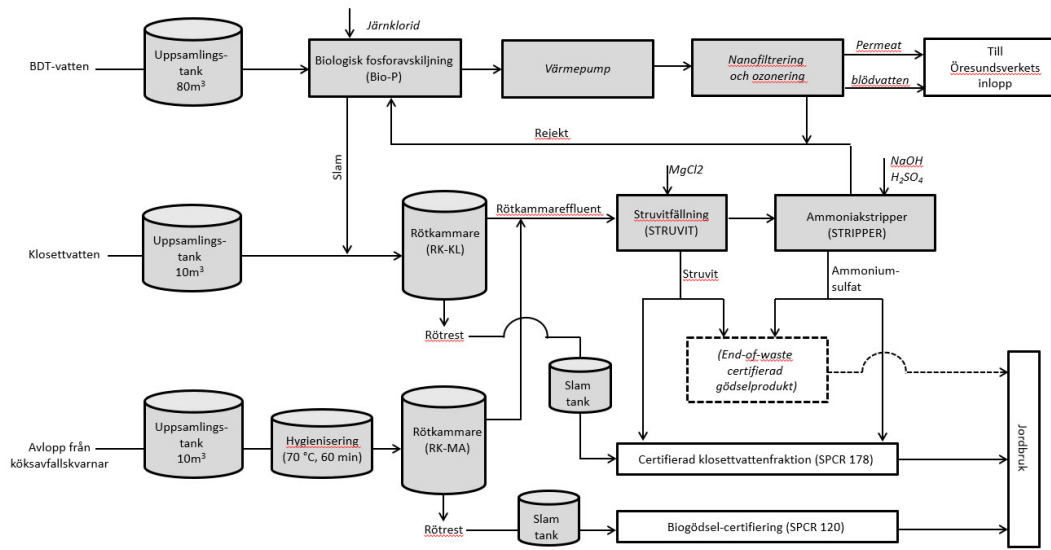 Järnklorid
BDT-vatten
Uppsamlings-
tank
80m³
Biologisk fosforavskiljning
(Bio-P)
Värmepump
Nanofiltrering
och ozonering
Permeat
blödvatten
Till
Öresundsverkets
inlopp
Rejekt
Slam
MgCl2
NaOH
H₂SO₄
Klosettvatten
Uppsamlings-
tank
10m³
Rötkammare
(RK-KL)
Rötkammareffluent
Struvitfällning
(STRUVIT)
Ammoniakstripper
(STRIPPER)
Struvit
Ammonium-
sulfat
Rötrest
Slam
tank
(End-of-waste
certifierad
gödselprodukt)
Jordbruk
Avlopp från
köksavfallskvarnar
Uppsamlings-
tank
10m³
Hygienisering
(70 °C, 60 min)
Rötkammare
(RK-MA)
Certifierad klosettvattenfraktion (SPCR 178)
Rötrest
Slam
tank
Biogödsel-certifiering (SPCR 120)